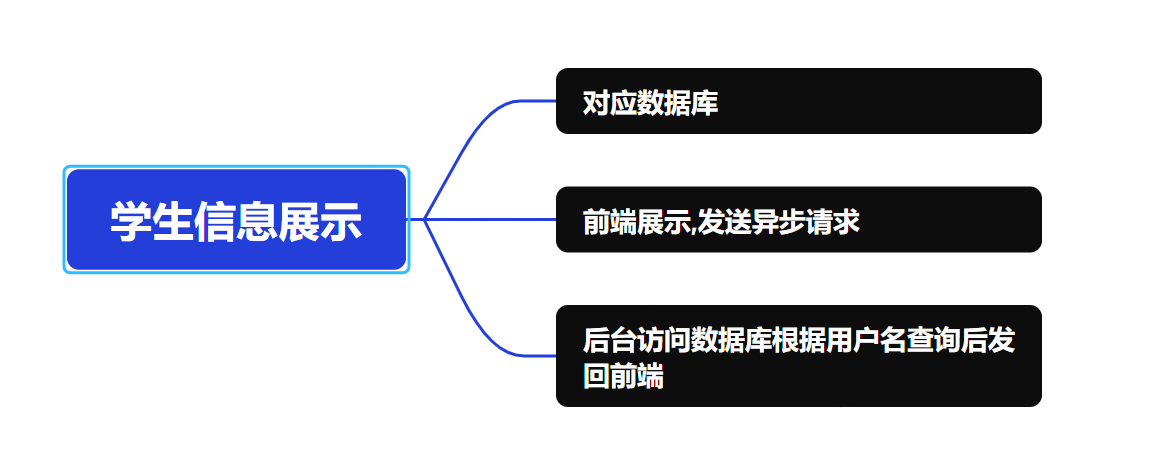 对应数据库
学生信息展示
前端展示,发送异步请求
后台访问数据库根据用户名查询后发
回前端